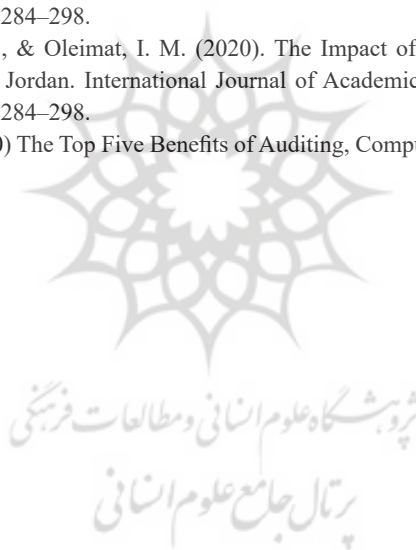 284–298.
, & Oleimat, I. M. (2020). The Impact of
Jordan. International Journal of Academic
284–298.
) The Top Five Benefits of Auditing, Compu
پژوهشگاه علوم انسانی و مطالعات فرهنگی
پرتال جامع علوم انسانی